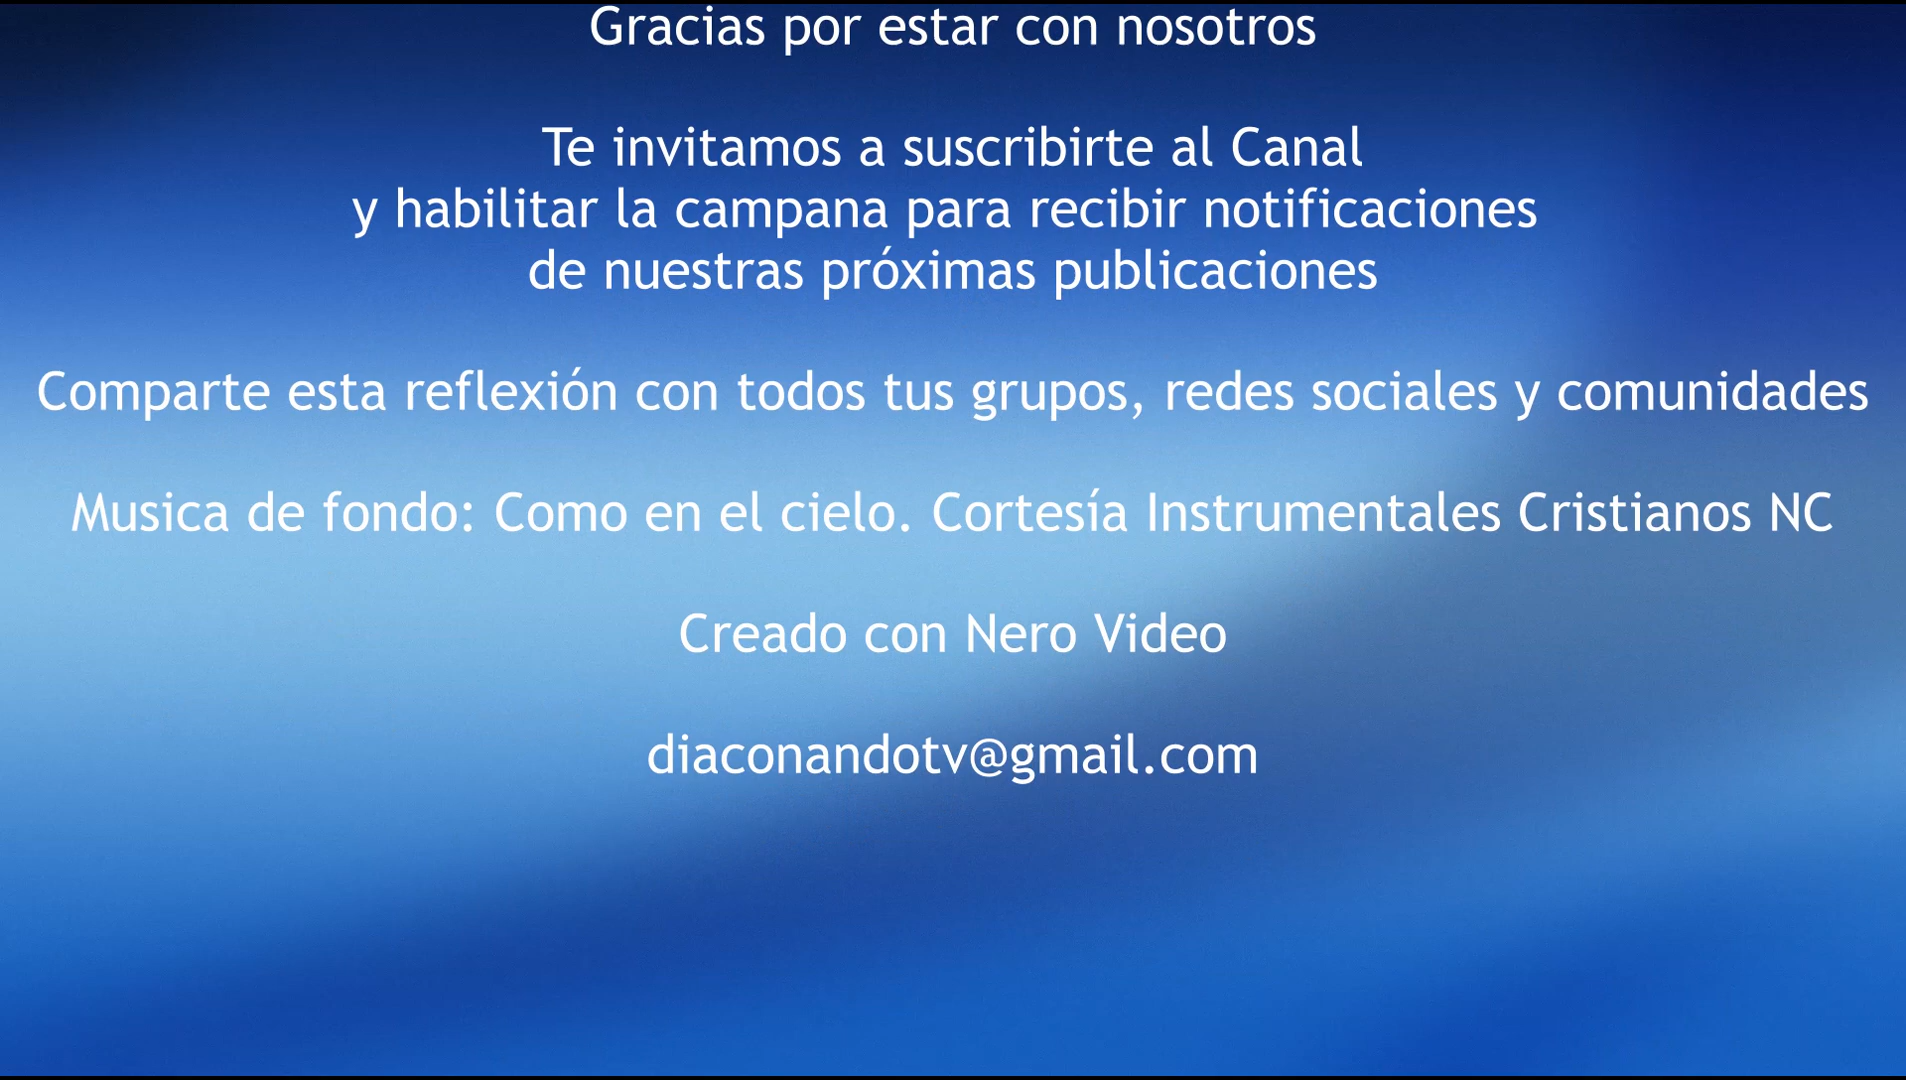 Gracias por estar con nosotros
Te invitamos a suscribirte al Canal
y habilitar la campana para recibir notificaciones
de nuestras próximas publicaciones
Comparte esta reflexión con todos tus grupos, redes sociales y comunidades
Musica de fondo: Como en el cielo. Cortesía Instrumentales Cristianos NC
Creado con Nero Video
diaconandotv@gmail.com